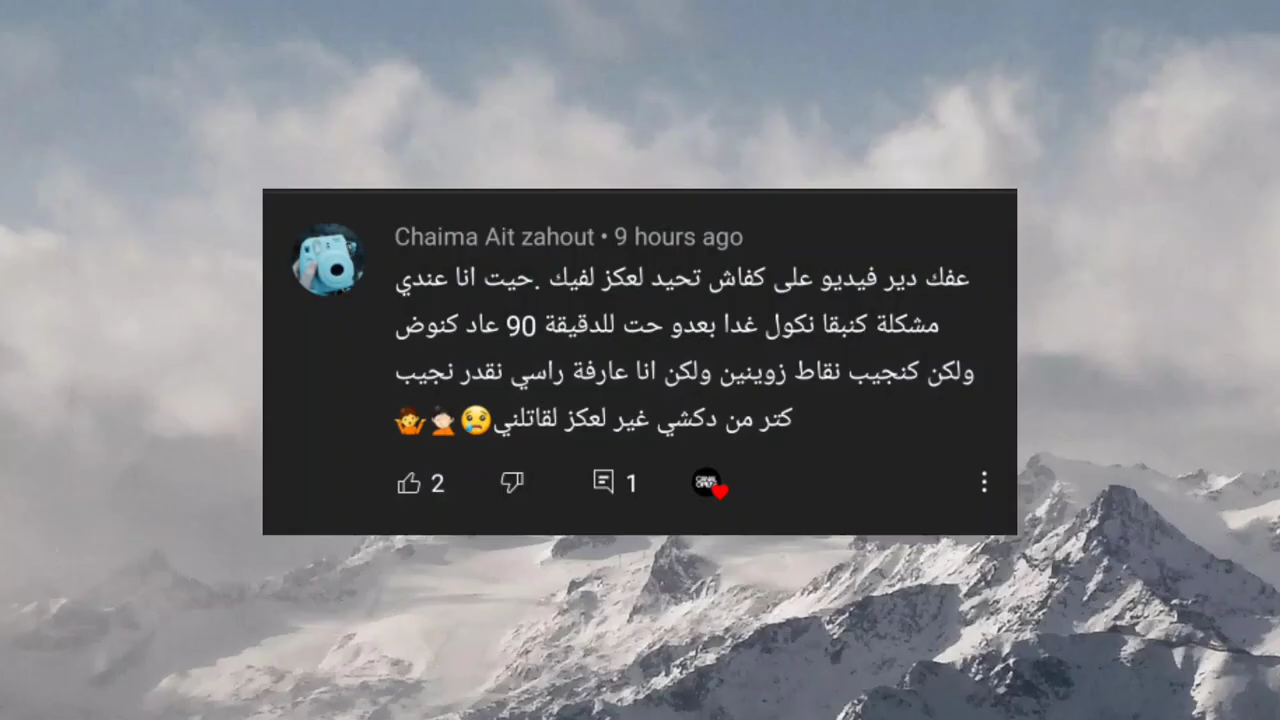 Chaima Ait zahout • 9 hours ago
عفك دير فيديو على كفاش تحيد لعكز لفيك .حيت انا عندي
مشكلة كنبقا نكول غدا بعدو حت للدقيقة 90 عاد كنوض
ولكن كنجيب نقاط زوينين ولكن انا عارفة راسي نقدر نجيب
كتر من دكشي غير لعكز لقاتلني😢🤦🏻🤷
2
1